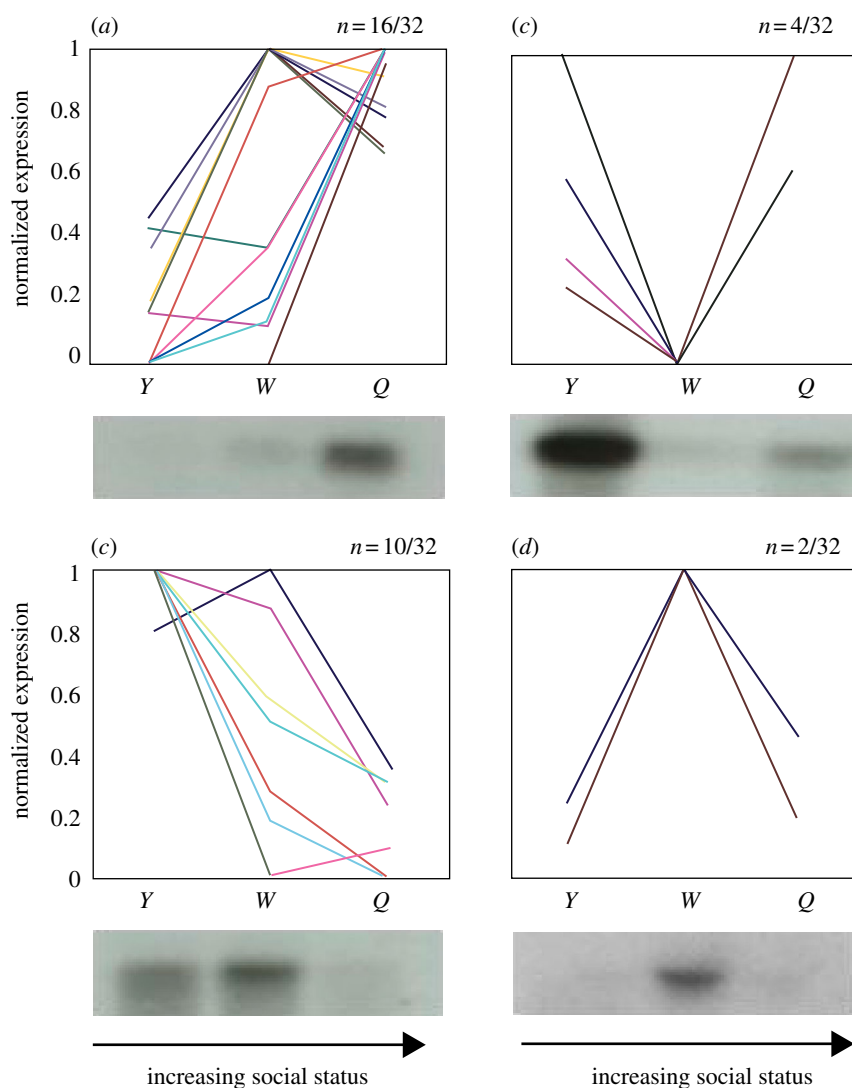 (a) n=16/32
1
0.8
0.6
0.4
0.2
0
normalized expression
Y W Q
(c) n=4/32
Y W Q
(c) n=10/32
1
0.8
0.6
0.4
0.2
0
normalized expression
Y W Q
increasing social status
(d) n=2/32
Y W Q
increasing social status